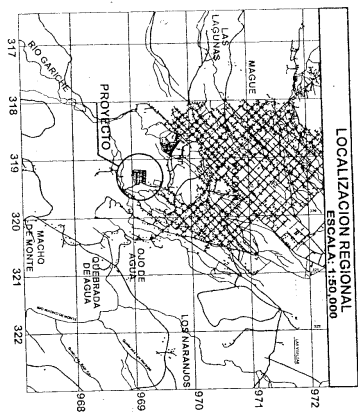 LOCALIZACION REGIONAL
ESCALA: 1:50,000
317
318
319
320
321
322
972
971
970
969
968
LAS
LAGUNAS
MAGUE
RIO GARICHE
PROYECTO
OJO DE
AGUA
QUEBRADA
DE AGUA
MACHO
DE MONTE
LOS NARANJOS